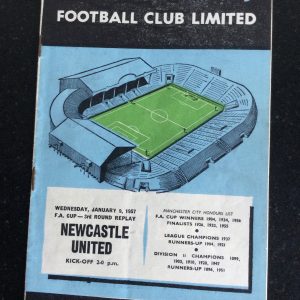 FOOTBALL CLUB LIMITED
WEDNESDAY, JANUARY 9, 1957
F.A. CUP — 3rd ROUND REPLAY
NEWCASTLE
UNITED
KICK-OFF 2-0 p.m.
MANCHESTER CITY HONOURS LIST
F.A. CUP WINNERS 1904, 1934, 1956
FINALISTS 1926, 1933, 1955
LEAGUE CHAMPIONS 1937
RUNNERS-UP 1904, 1921
DIVISION II CHAMPIONS 1899,
1903, 1910, 1928, 1947
RUNNERS-UP 1896, 1951